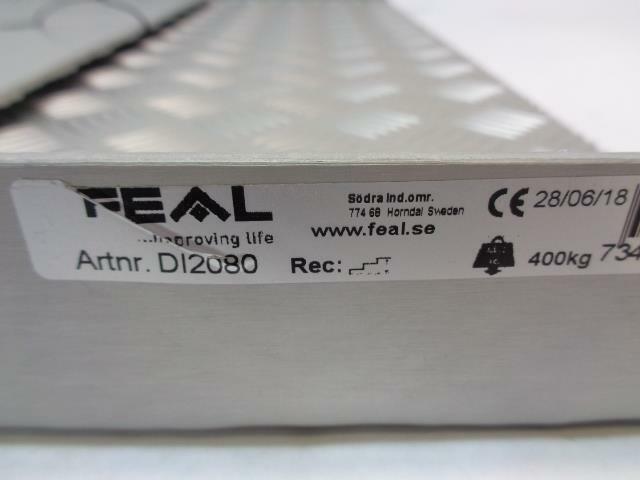 FEAL
improving life
Artnr. DI2080
Rec:
Södra Ind.omr.
774 68 Horndal Sweden
www.feal.se
CE 28/06/18
400kg 734